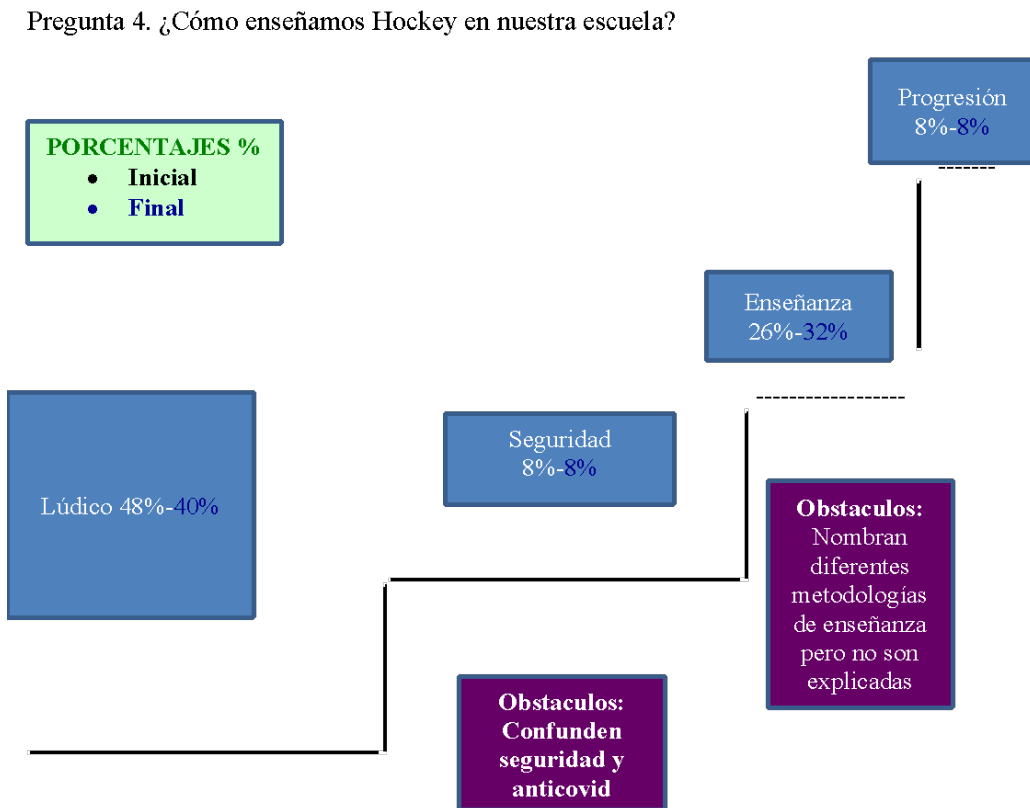 Pregunta 4. ¿Cómo enseñamos Hockey en nuestra escuela?
Progresión
8%-8%
PORCENTAJES %
• Inicial
• Final
Enseñanza
26%-32%
Seguridad
8%-8%
Lúdico 48%-40%
Obstaculos:
Nombran
diferentes
metodologías
de enseñanza
pero no son
explicadas
Obstaculos:
Confunden
seguridad y
anticovid